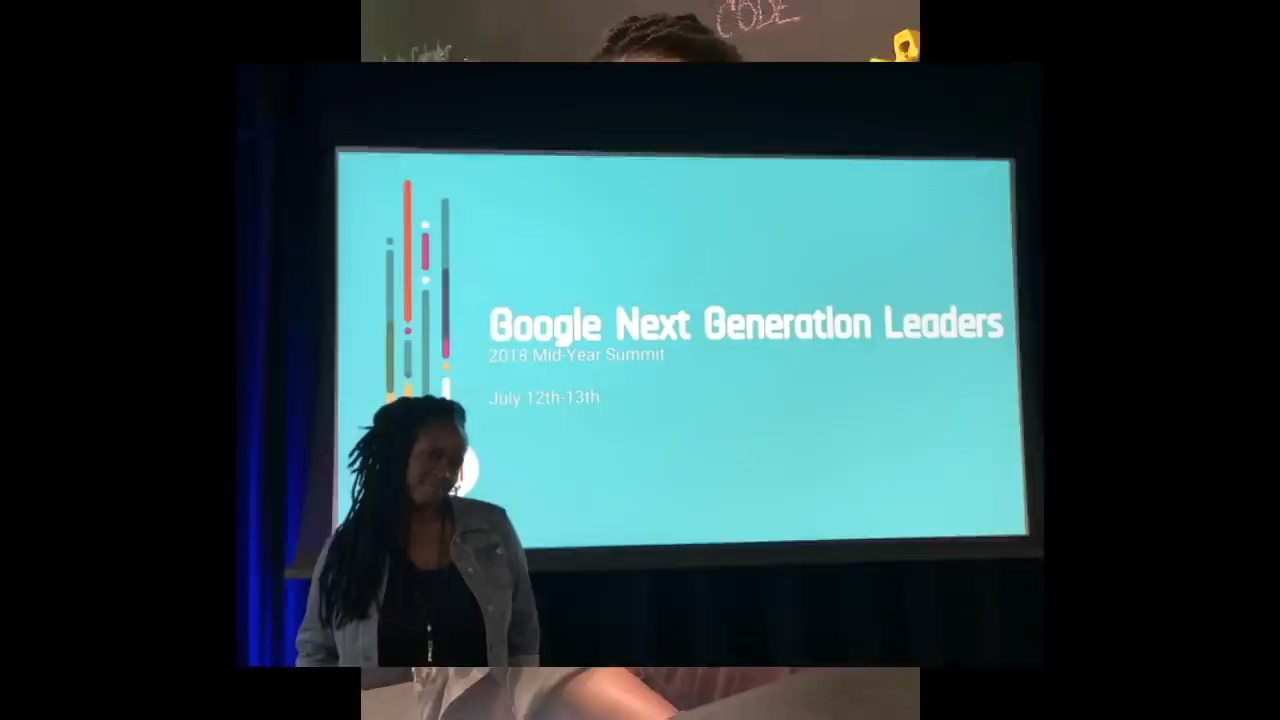 CODE
Google Next Generation Leaders
2018 Mid-Year Summit
July 12th-13th